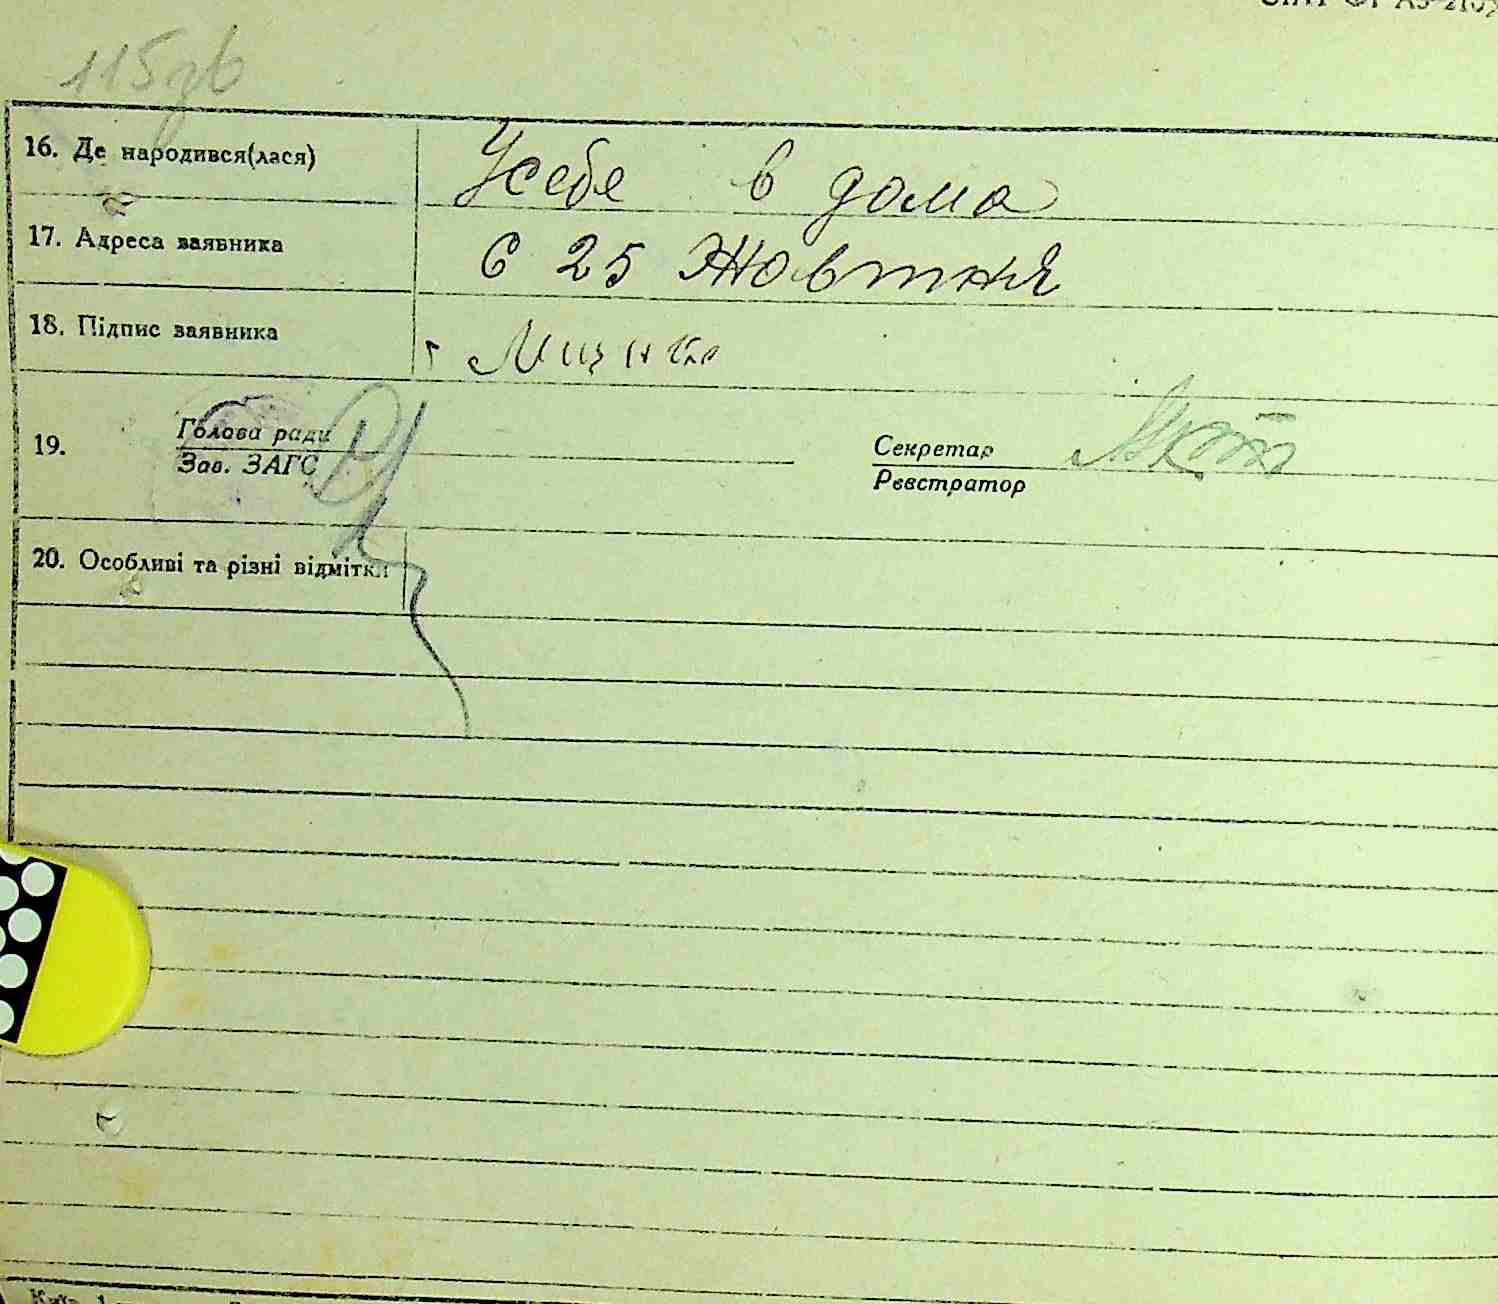 115зв
16. Де народився(лася) Усебе в дома
17. Адреса заявника С 25 Жовтня
18. Підпис заявника
19. Голова ради Секретар
Зав. ЗАГС Реєстратор
20. Особливі та різні відмітки